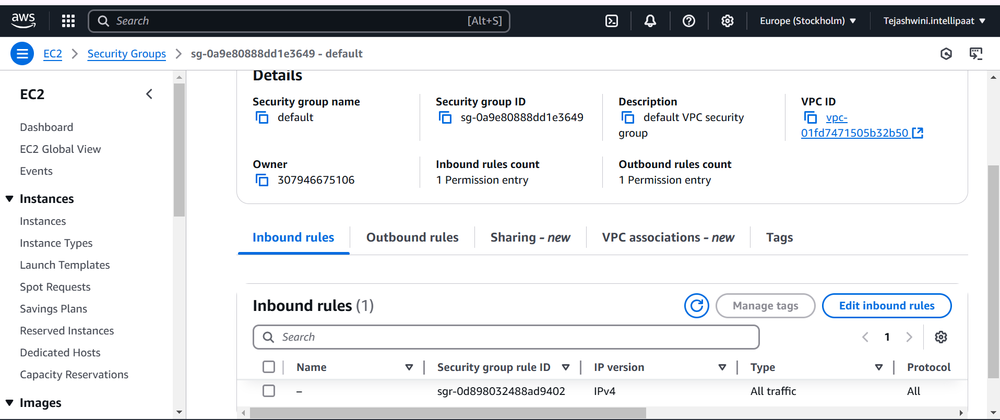 aws
Search [Alt+S]
Europe (Stockholm) Tejashwini.intellipaat
EC2 Security Groups sg-0a9e80888dd1e3649 - default
EC2
Dashboard
EC2 Global View
Events
Instances
Instances
Instance Types
Launch Templates
Spot Requests
Savings Plans
Reserved Instances
Dedicated Hosts
Capacity Reservations
Images
Details
Security group name
default
Security group ID
sg-0a9e80888dd1e3649
Description
default VPC security
group
VPC ID
vpc-
01fd7471505b32b50
Owner
307946675106
Inbound rules count
1 Permission entry
Outbound rules count
1 Permission entry
Inbound rules Outbound rules Sharing - new VPC associations - new Tags
Inbound rules (1)
Manage tags Edit inbound rules
Search
1
Name Security group rule ID IP version Type Protocol
– sgr-0d898032488ad9402 IPv4 All traffic All